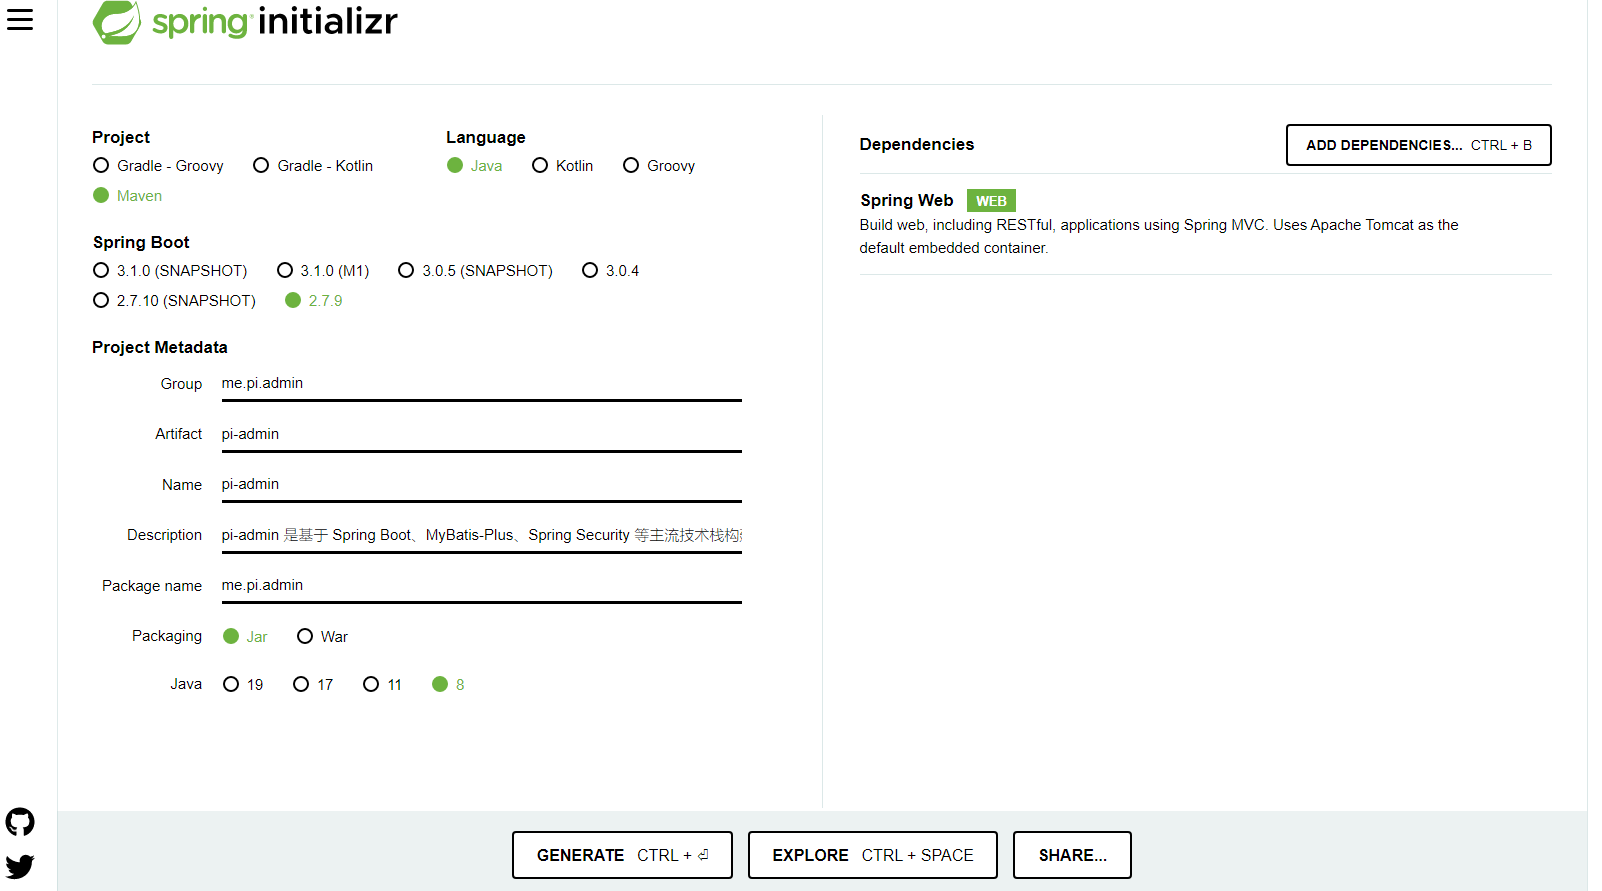 spring initializr
Project
Gradle - Groovy Gradle - Kotlin
Maven
Language
Java Kotlin Groovy
Spring Boot
3.1.0 (SNAPSHOT) 3.1.0 (M1) 3.0.5 (SNAPSHOT) 3.0.4
2.7.10 (SNAPSHOT) 2.7.9
Project Metadata
Group me.pi.admin
Artifact pi-admin
Name pi-admin
Description pi-admin 是基于 Spring Boot、MyBatis-Plus、Spring Security 等主流技术栈构
Package name me.pi.admin
Packaging Jar War
Java 19 17 11 8
Dependencies
ADD DEPENDENCIES... CTRL + B
Spring Web WEB
Build web, including RESTful, applications using Spring MVC. Uses Apache Tomcat as the
default embedded container.
GENERATE CTRL + ⏎
EXPLORE CTRL + SPACE
SHARE...